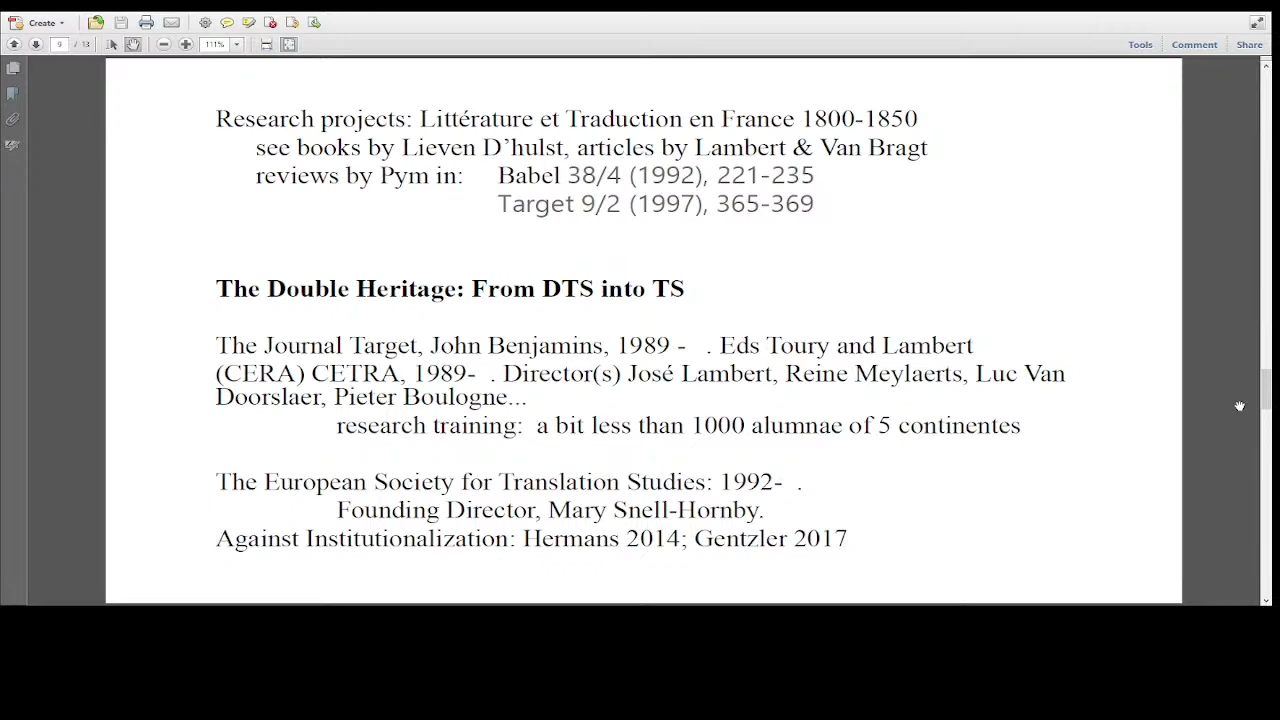 Create
9 / 13
111%
Tools
Comment
Share
Research projects: Littérature et Traduction en France 1800-1850
see books by Lieven D’hulst, articles by Lambert & Van Bragt
reviews by Pym in: Babel 38/4 (1992), 221-235
Target 9/2 (1997), 365-369
The Double Heritage: From DTS into TS
The Journal Target, John Benjamins, 1989 - . Eds Toury and Lambert
(CERA) CETRA, 1989- . Director(s) José Lambert, Reine Meylaerts, Luc Van
Doorslaer, Pieter Boulogne...
research training: a bit less than 1000 alumnae of 5 continentes
The European Society for Translation Studies: 1992- .
Founding Director, Mary Snell-Hornby.
Against Institutionalization: Hermans 2014; Gentzler 2017